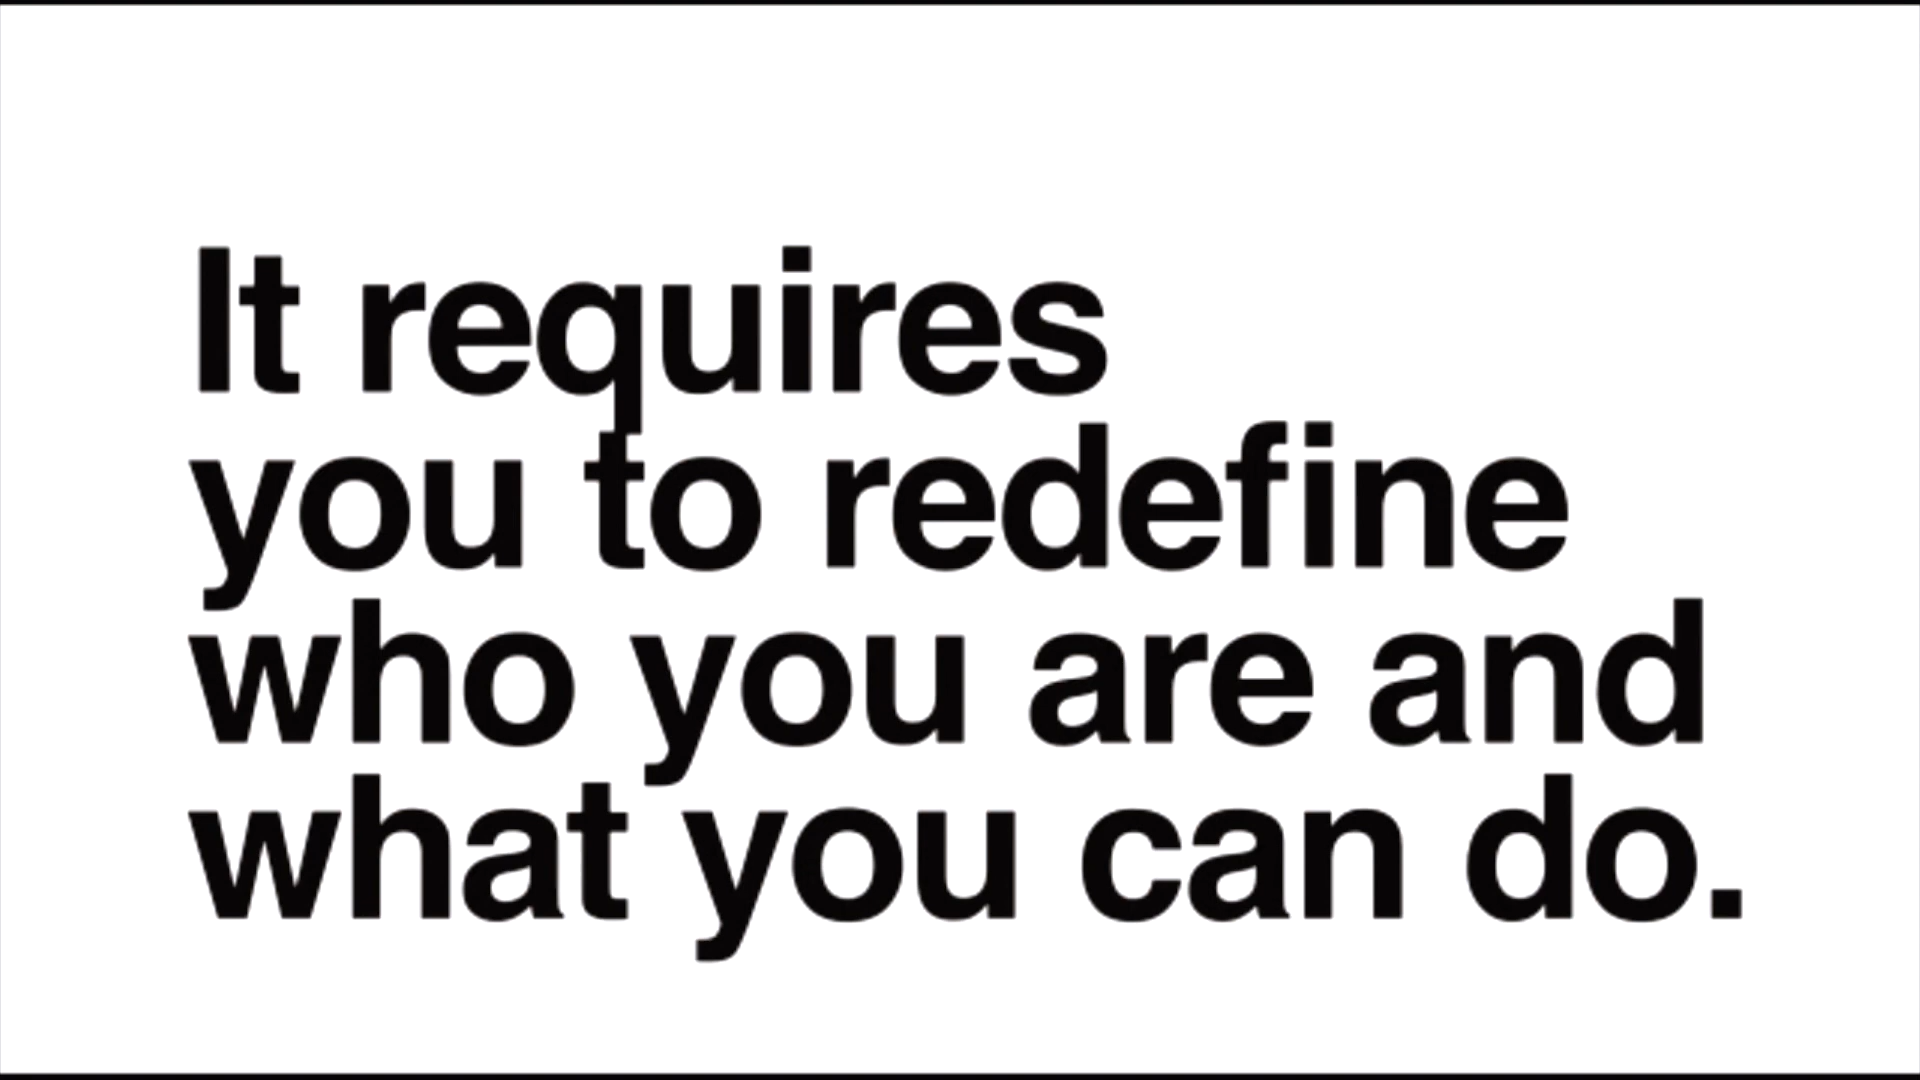 It requires
you to redefine
who you are and
what you can do.